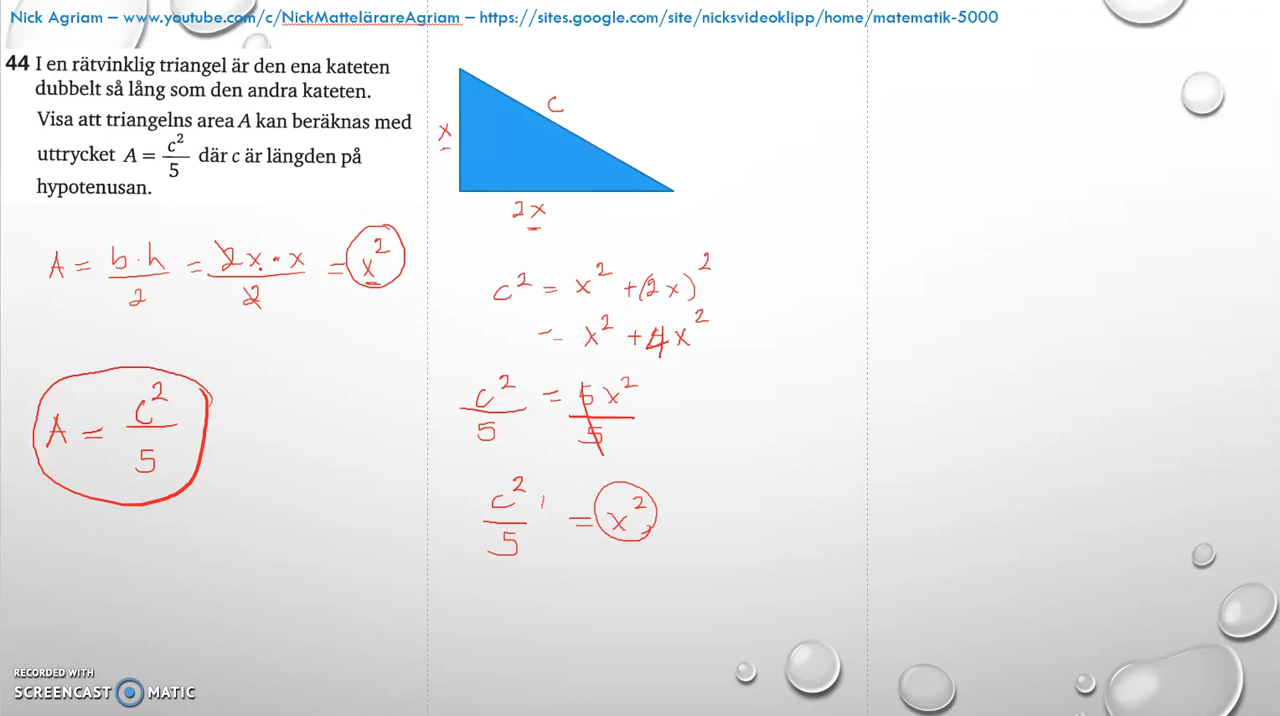 Nick Agriam – www.youtube.com/c/NickMattelärareAgriam – https://sites.google.com/site/nicksvideoklipp/home/matematik-5000
44 I en rätvinklig triangel är den ena kateten
dubbelt så lång som den andra kateten.
Visa att triangelns area A kan beräknas med
uttrycket A = c²/5 där c är längden på
hypotenusan.
A = b·h/2 = 2x·x/2 = x²
A = c²/5
c
x
2x
c² = x² + (2x)²
= x² + 4x²
c²/5 = 5x²/5
c²/5 = x²
RECORDED WITH
SCREENCAST MATIC